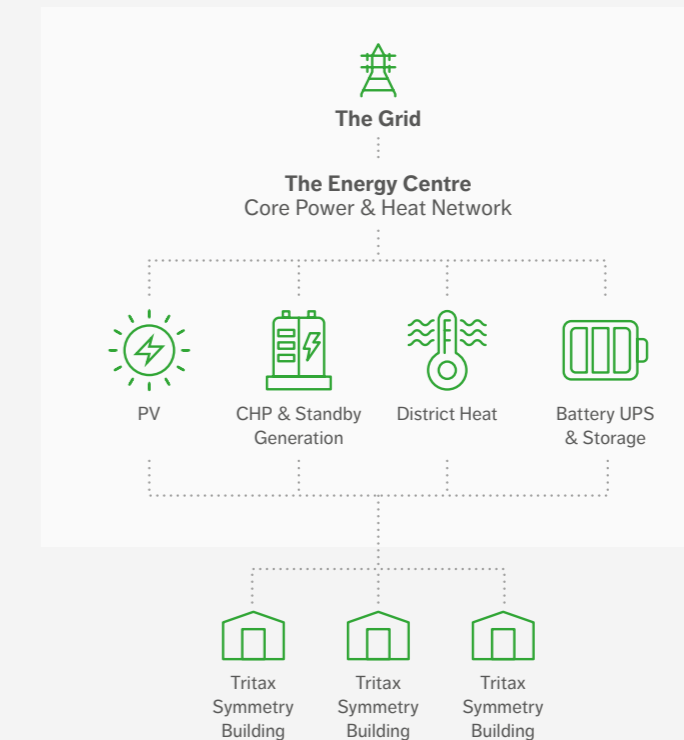 The Grid
The Energy Centre
Core Power & Heat Network
PV
CHP & Standby
Generation
District Heat
Battery UPS
& Storage
Tritax
Symmetry
Building
Tritax
Symmetry
Building
Tritax
Symmetry
Building